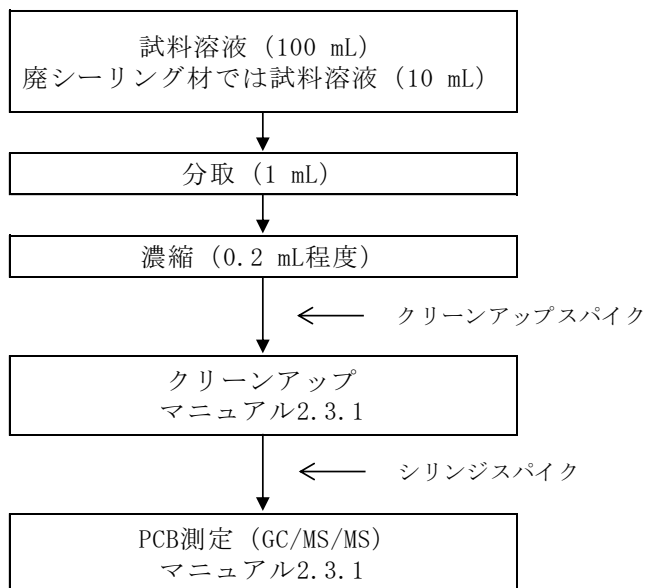 試料溶液（100 mL）
廃シーリング材では試料溶液（10 mL）
分取（1 mL）
濃縮（0.2 mL程度）
クリーンアップスパイク
クリーンアップ
マニュアル2.3.1
シリンジスパイク
PCB測定（GC/MS/MS）
マニュアル2.3.1